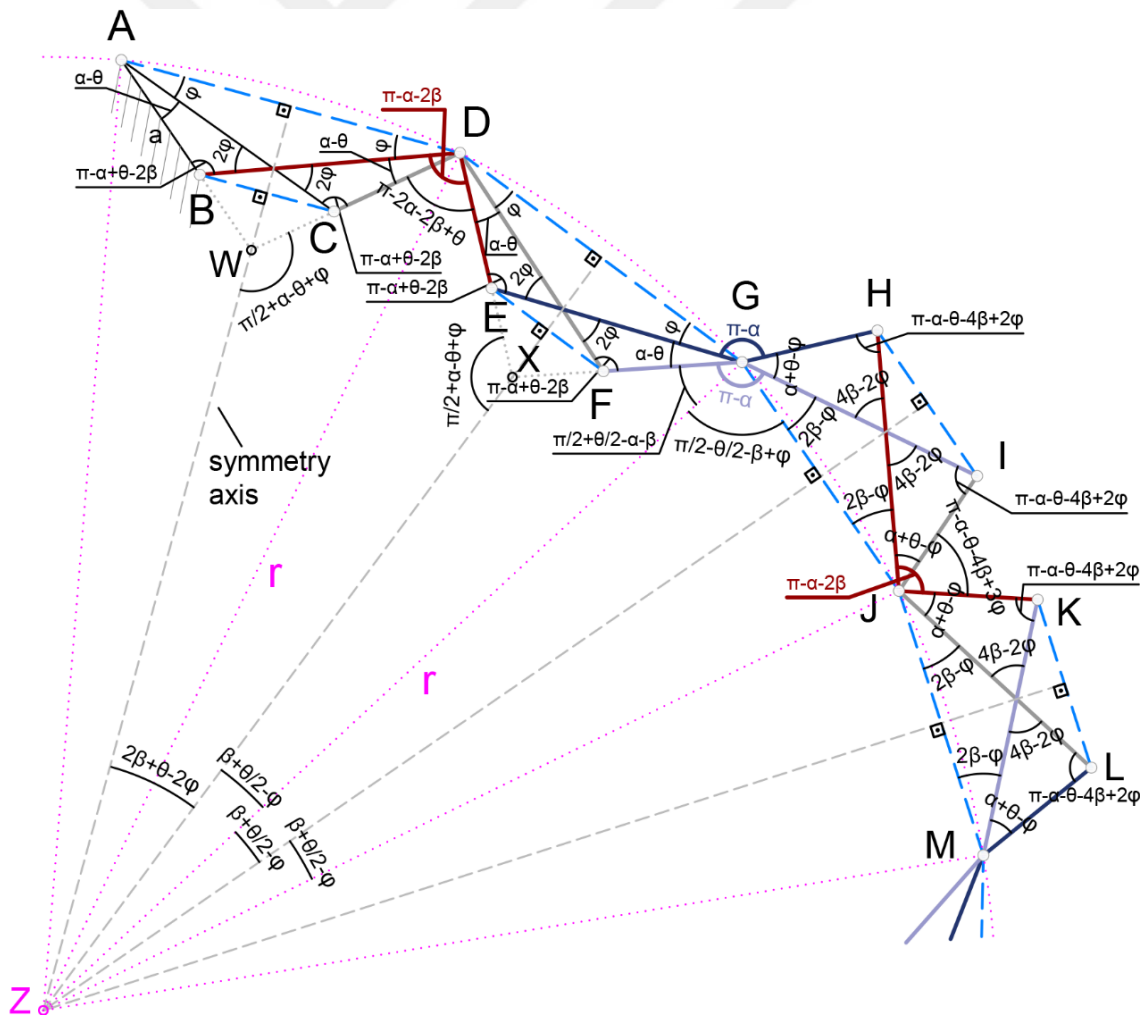 A
α-θ
φ
π-α-2β
D
a
2φ
α-θ
φ
2φ
π-α+θ-2β
B
α-θ
π-2α-2β+θ
φ
C
W
π-α+θ-2β
π-α+θ-2β
π/2+α-θ+φ
α-θ
2φ
E
G
H
φ
π-α
π-α-θ-4β+2φ
2φ
α-θ
α+θ-φ
X
π/2+α-θ+φ
π-α+θ-2β
F
π-α
4β-2φ
π/2+θ/2-α-β
π/2-θ/2-β+φ
2β-φ
symmetry
axis
4β-2φ
I
π-α-θ-4β+2φ
2β-φ
r
α+θ-φ
π-α-θ-4β+3φ
π-α-θ-4β+2φ
π-α-2β
J
α+θ-φ
K
r
2β-φ
4β-2φ
2β+θ-2φ
β+θ/2-φ
2β-φ
4β-2φ
L
π-α-θ-4β+2φ
β+θ/2-φ
β+θ/2-φ
α+θ-φ
M
Z